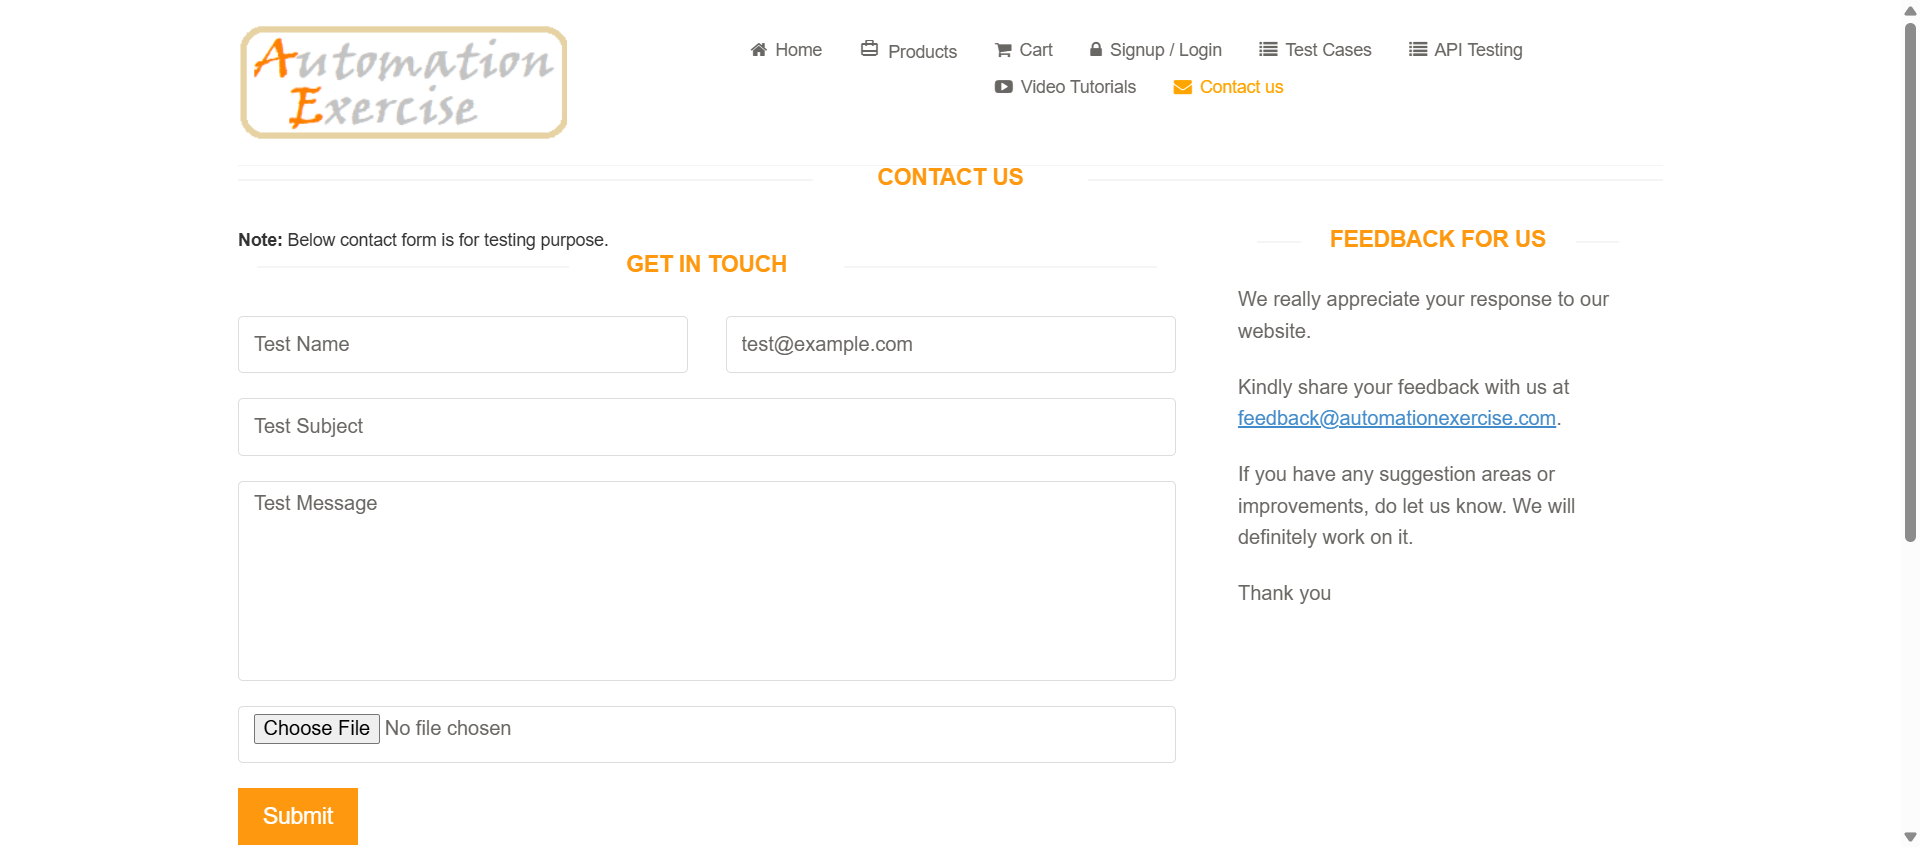 Automation
Exercise
Home
Products
Cart
Signup / Login
Test Cases
API Testing
Video Tutorials
Contact us
CONTACT US
Note: Below contact form is for testing purpose.
GET IN TOUCH
Test Name
test@example.com
Test Subject
Test Message
Choose File No file chosen
Submit
FEEDBACK FOR US
We really appreciate your response to our
website.
Kindly share your feedback with us at
feedback@automationexercise.com.
If you have any suggestion areas or
improvements, do let us know. We will
definitely work on it.
Thank you